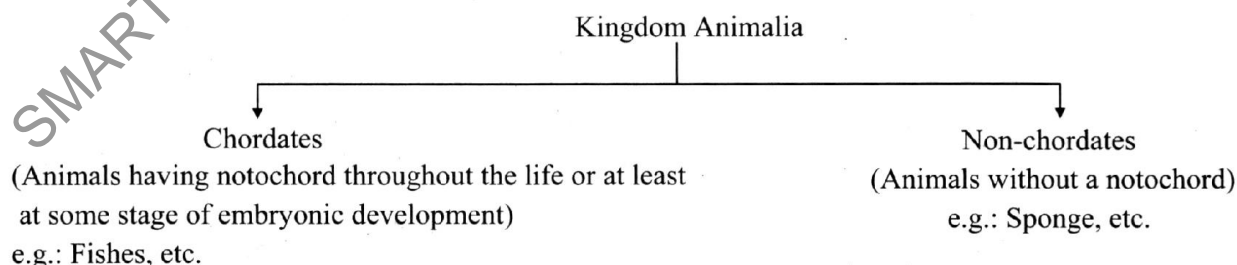 SMART
Kingdom Animalia
Chordates
(Animals having notochord throughout the life or at least
at some stage of embryonic development)
e.g.: Fishes, etc.
Non-chordates
(Animals without a notochord)
e.g.: Sponge, etc.